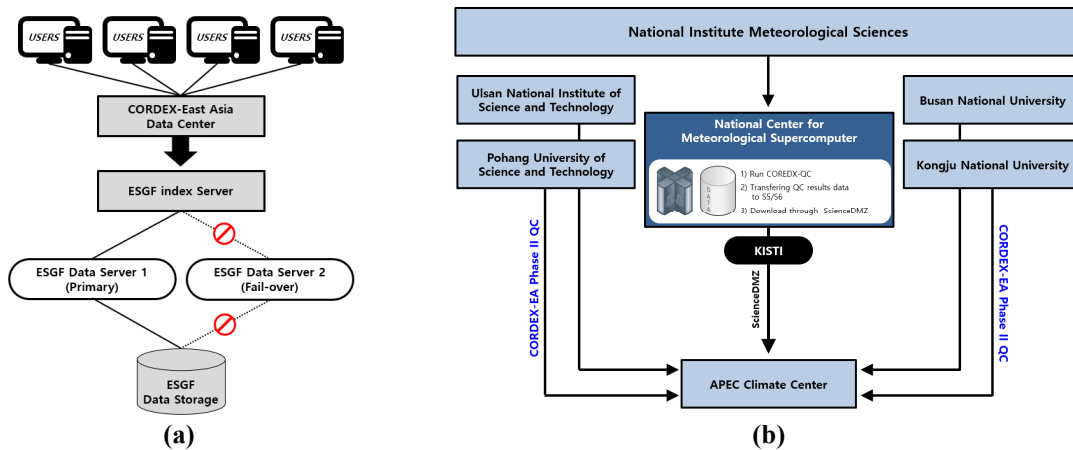 USERS
USERS
USERS
USERS
CORDEX-East Asia
Data Center
ESGF index Server
ESGF Data Server 1
(Primary)
ESGF Data Server 2
(Fail-over)
ESGF
Data Storage
(a)
National Institute Meteorological Sciences
Ulsan National Institute of
Science and Technology
Pohang University of
Science and Technology
National Center for
Meteorological Supercomputer
DATA
1) Run COREDX-QC
2) Transfering QC results data
to S5/S6
3) Download through ScienceDMZ
Busan National University
Kongju National University
KISTI
ScienceDMZ
CORDEX-EA Phase II QC
CORDEX-EA Phase II QC
APEC Climate Center
(b)